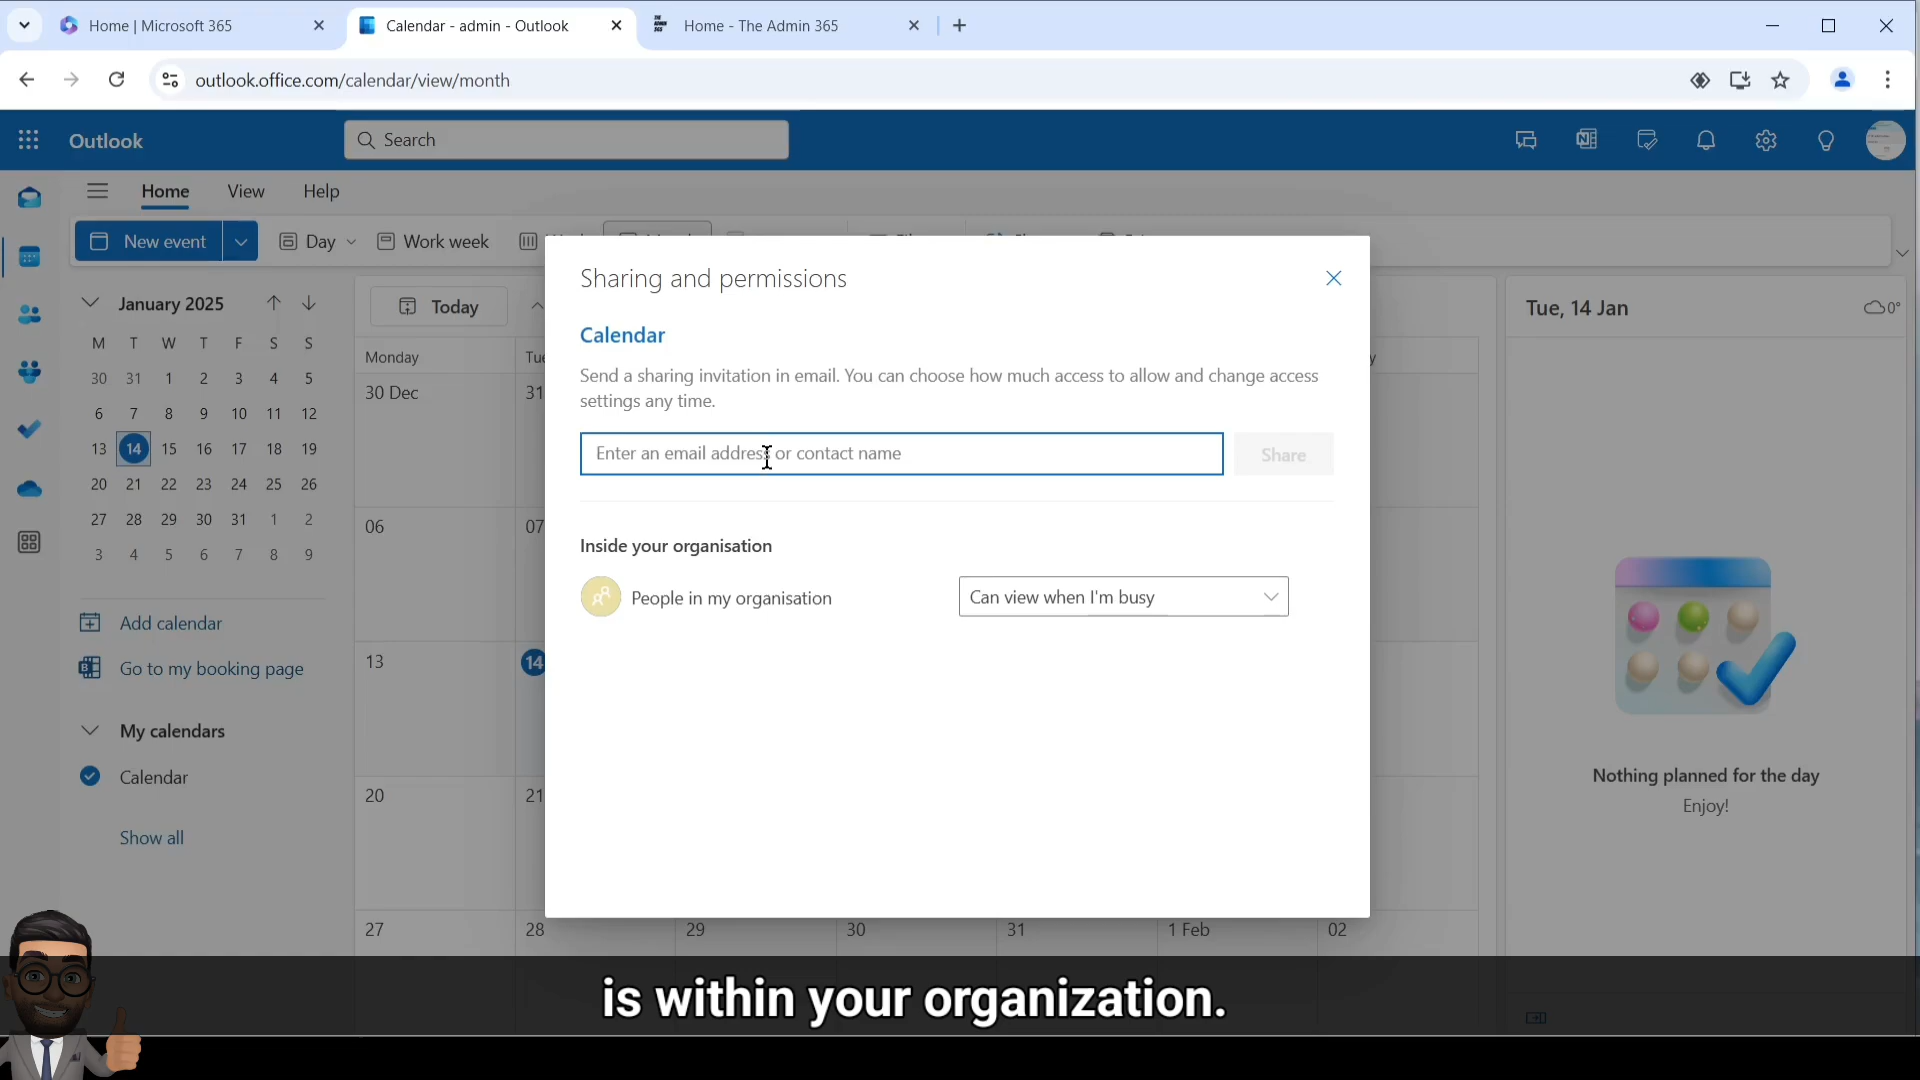 Home | Microsoft 365
Calendar - admin - Outlook
Home - The Admin 365
outlook.office.com/calendar/view/month
Outlook
Search
Home View Help
New event
Day
Work week
January 2025
M T W T F S S
30 31 1 2 3 4 5
6 7 8 9 10 11 12
13 14 15 16 17 18 19
20 21 22 23 24 25 26
27 28 29 30 31 1 2
3 4 5 6 7 8 9
Add calendar
Go to my booking page
My calendars
Calendar
Show all
Today
Monday
30 Dec 31
06 07
13 14
20 21
27 28 29 30 31 1 Feb 02
Sharing and permissions
Calendar
Send a sharing invitation in email. You can choose how much access to allow and change access
settings any time.
Enter an email address or contact name
Share
Inside your organisation
People in my organisation
Can view when I'm busy
Tue, 14 Jan
0°
Nothing planned for the day
Enjoy!
is within your organization.